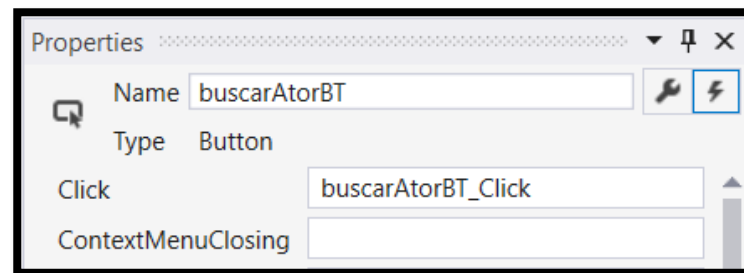 Properties
Name buscarAtorBT
Type Button
Click buscarAtorBT_Click
ContextMenuClosing